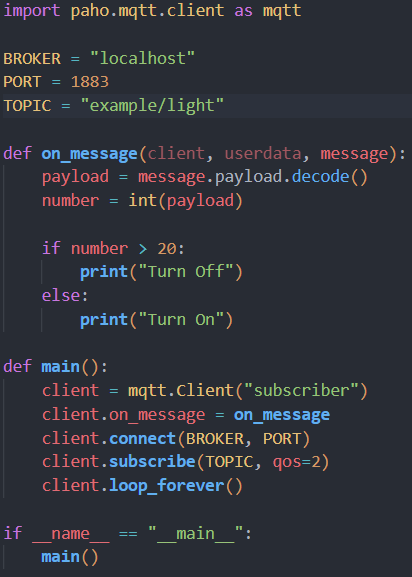 import paho.mqtt.client as mqtt

BROKER = "localhost"
PORT = 1883
TOPIC = "example/light"

def on_message(client, userdata, message):
    payload = message.payload.decode()
    number = int(payload)

    if number > 20:
        print("Turn Off")
    else:
        print("Turn On")

def main():
    client = mqtt.Client("subscriber")
    client.on_message = on_message
    client.connect(BROKER, PORT)
    client.subscribe(TOPIC, qos=2)
    client.loop_forever()

if __name__ == "__main__":
    main()